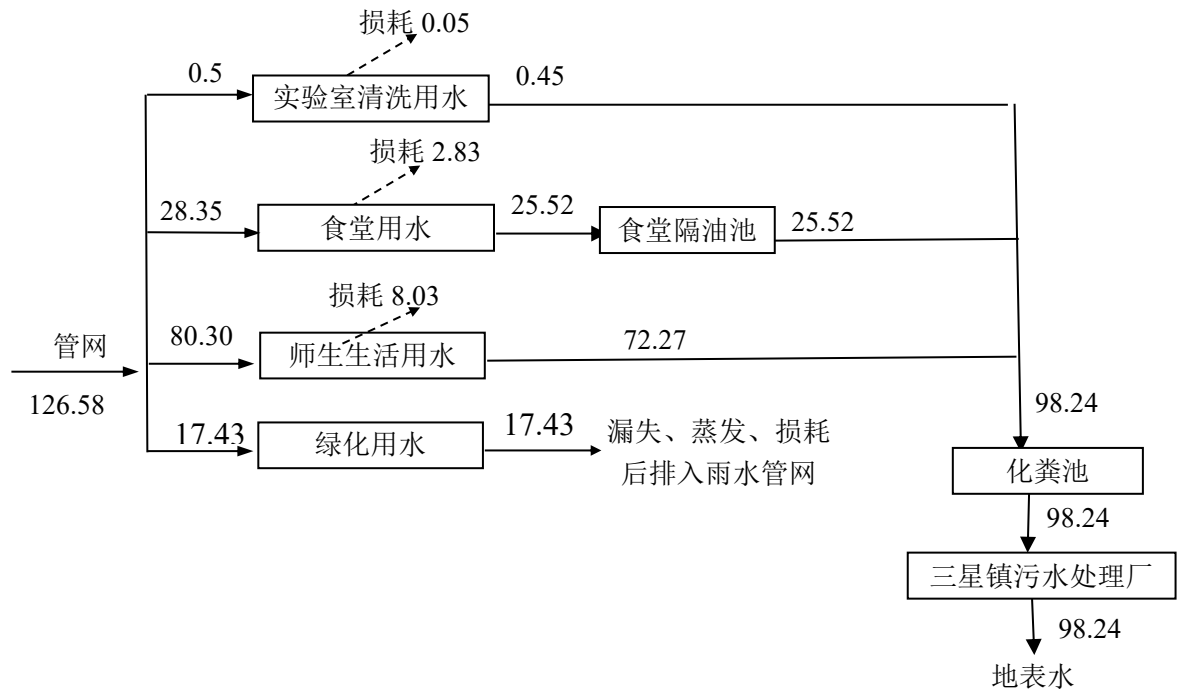 损耗 0.05
0.5
实验室清洗用水
0.45
损耗 2.83
28.35
食堂用水
25.52
食堂隔油池
25.52
损耗 8.03
管网
80.30
师生生活用水
72.27
126.58
17.43
绿化用水
17.43
漏失、蒸发、损耗
后排入雨水管网
98.24
化粪池
98.24
三星镇污水处理厂
98.24
地表水